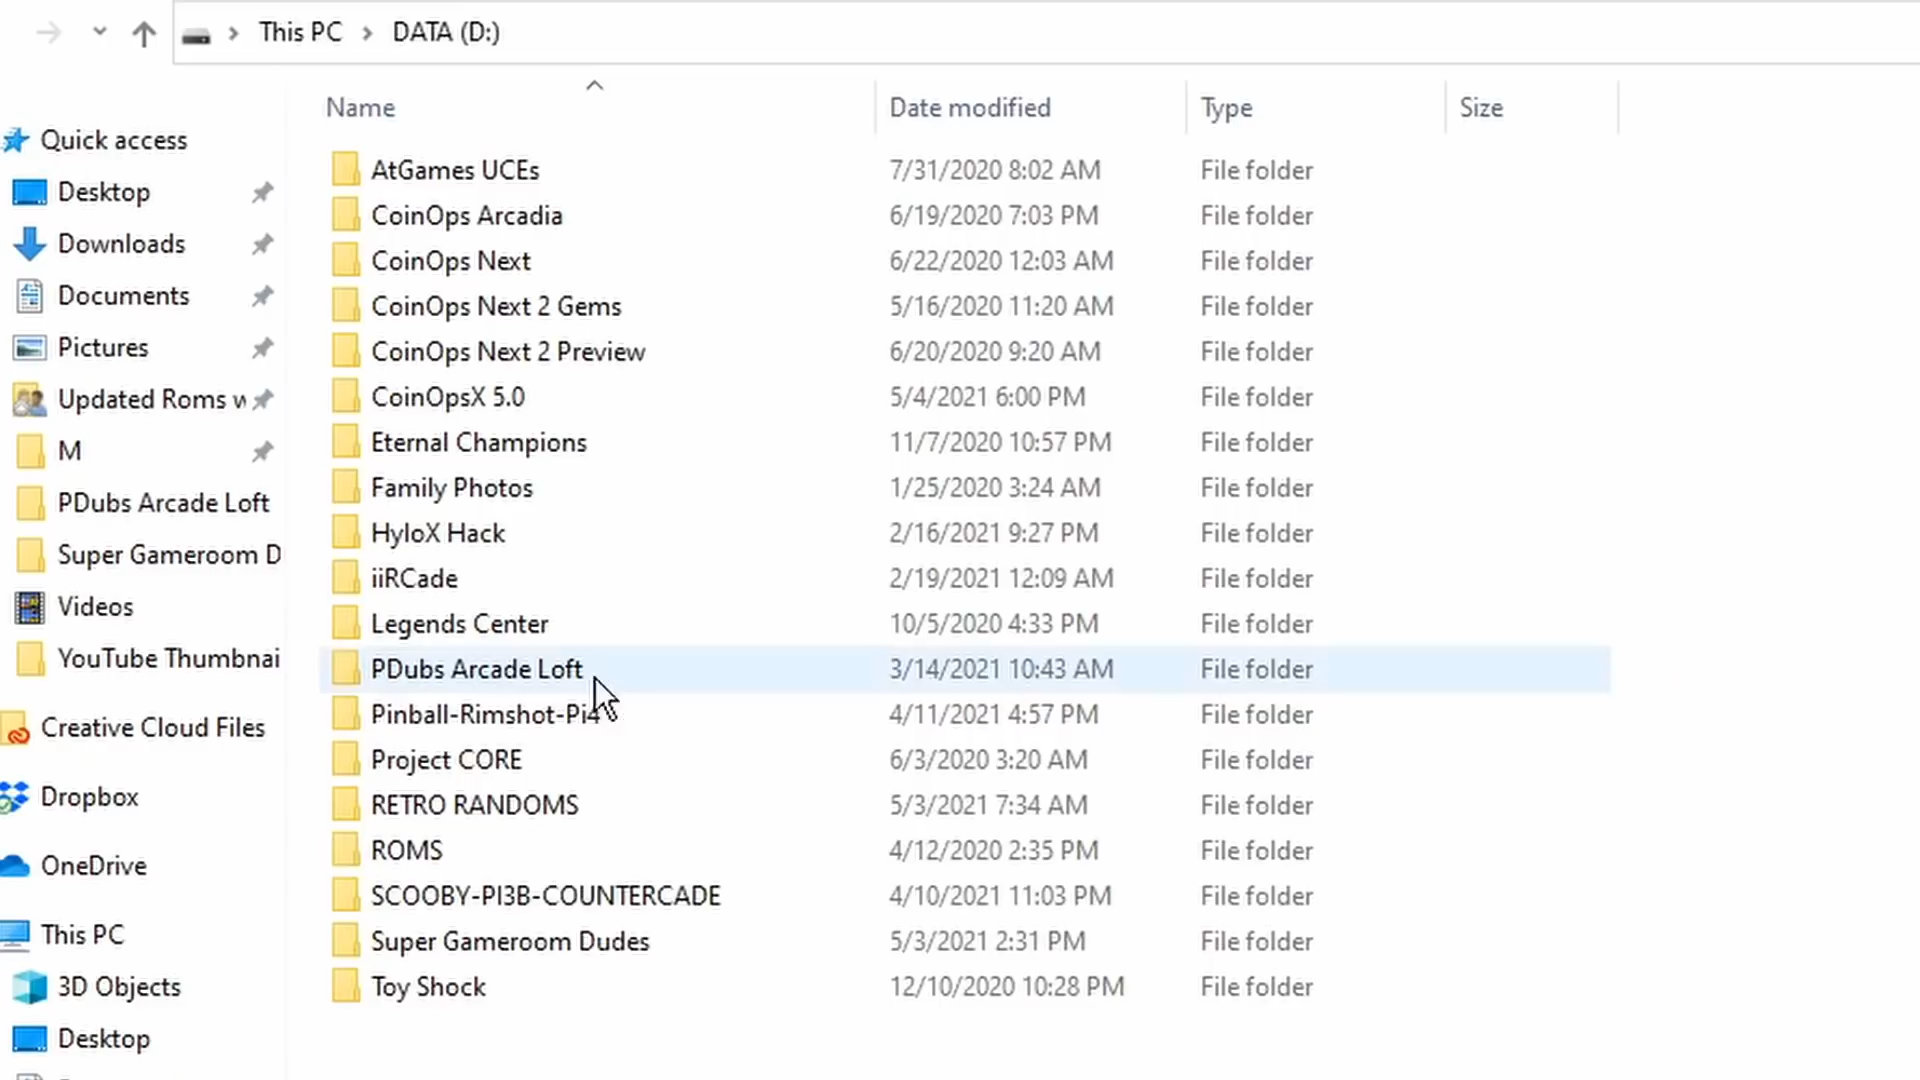 This PC > DATA (D:)
Name Date modified Type Size
Quick access
Desktop
Downloads
Documents
Pictures
Updated Roms w
M
PDubs Arcade Loft
Super Gameroom D
Videos
YouTube Thumbnai
Creative Cloud Files
Dropbox
OneDrive
This PC
3D Objects
Desktop
AtGames UCEs 7/31/2020 8:02 AM File folder
CoinOps Arcadia 6/19/2020 7:03 PM File folder
CoinOps Next 6/22/2020 12:03 AM File folder
CoinOps Next 2 Gems 5/16/2020 11:20 AM File folder
CoinOps Next 2 Preview 6/20/2020 9:20 AM File folder
CoinOpsX 5.0 5/4/2021 6:00 PM File folder
Eternal Champions 11/7/2020 10:57 PM File folder
Family Photos 1/25/2020 3:24 AM File folder
HyloX Hack 2/16/2021 9:27 PM File folder
iiRCade 2/19/2021 12:09 AM File folder
Legends Center 10/5/2020 4:33 PM File folder
PDubs Arcade Loft 3/14/2021 10:43 AM File folder
Pinball-Rimshot-Pi4 4/11/2021 4:57 PM File folder
Project CORE 6/3/2020 3:20 AM File folder
RETRO RANDOMS 5/3/2021 7:34 AM File folder
ROMS 4/12/2020 2:35 PM File folder
SCOOBY-PI3B-COUNTERCADE 4/10/2021 11:03 PM File folder
Super Gameroom Dudes 5/3/2021 2:31 PM File folder
Toy Shock 12/10/2020 10:28 PM File folder